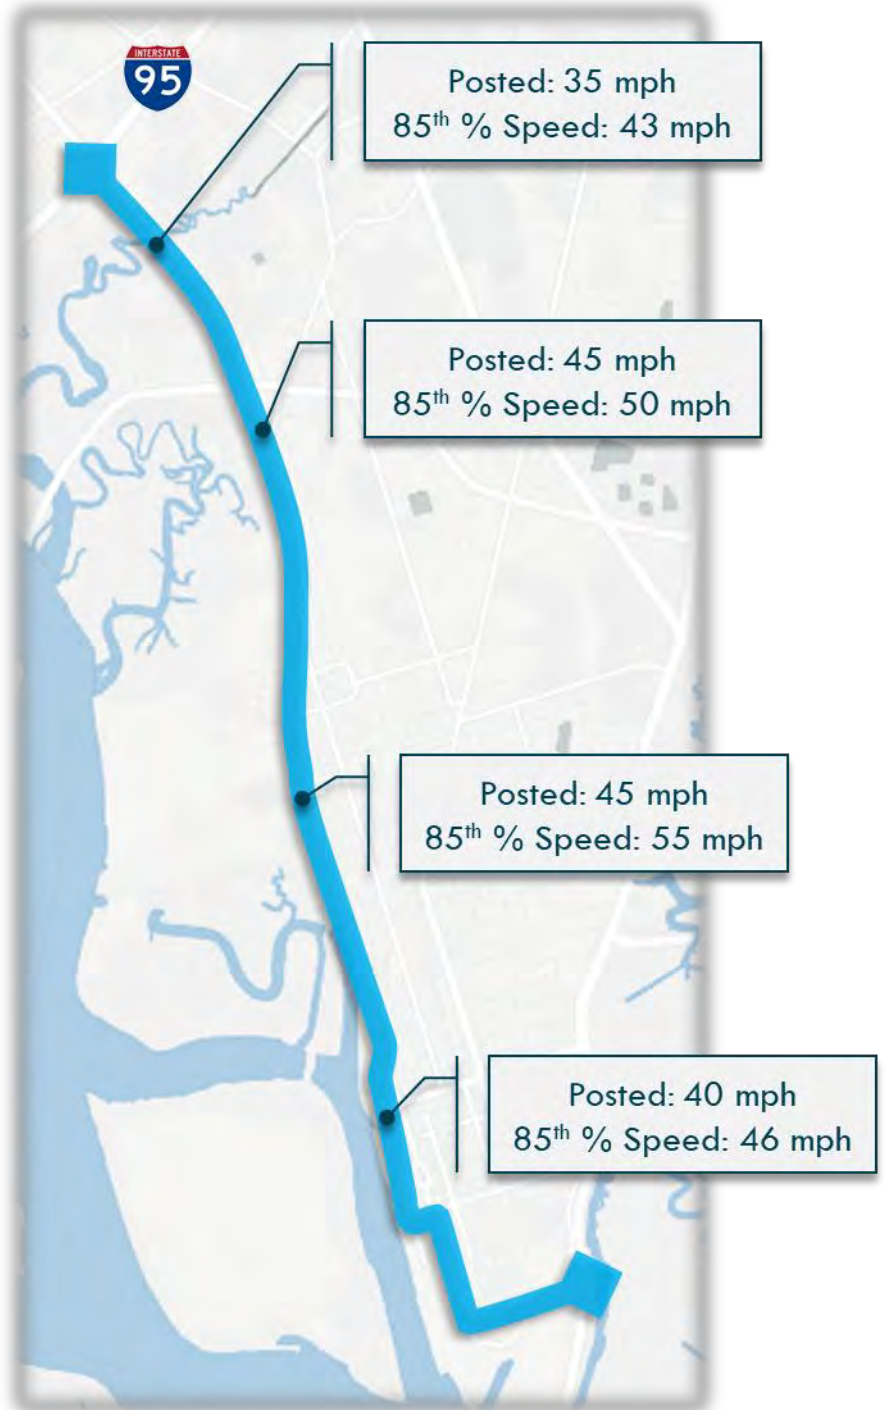 INTERSTATE
95
Posted: 35 mph
85th % Speed: 43 mph
Posted: 45 mph
85th % Speed: 50 mph
Posted: 45 mph
85th % Speed: 55 mph
Posted: 40 mph
85th % Speed: 46 mph